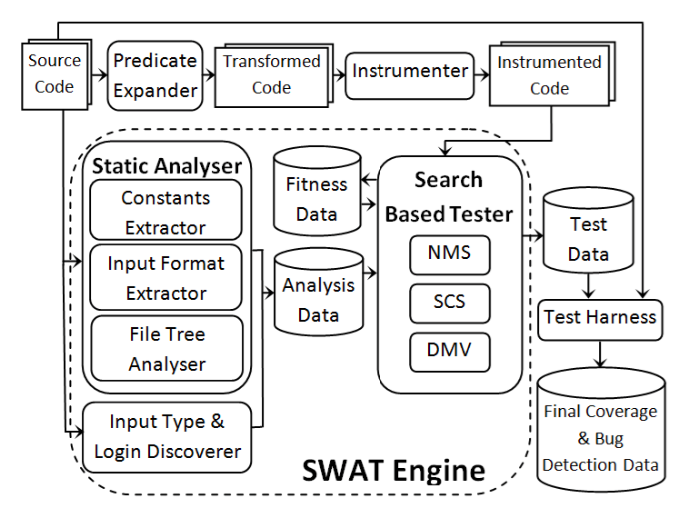 Source
Code
Predicate
Expander
Transformed
Code
Instrumenter
Instrumented
Code
Static Analyser
Constants
Extractor
Input Format
Extractor
File Tree
Analyser
Input Type &
Login Discoverer
Fitness
Data
Analysis
Data
Search
Based Tester
NMS
SCS
DMV
Test
Data
Test Harness
Final Coverage
& Bug
Detection Data
SWAT Engine